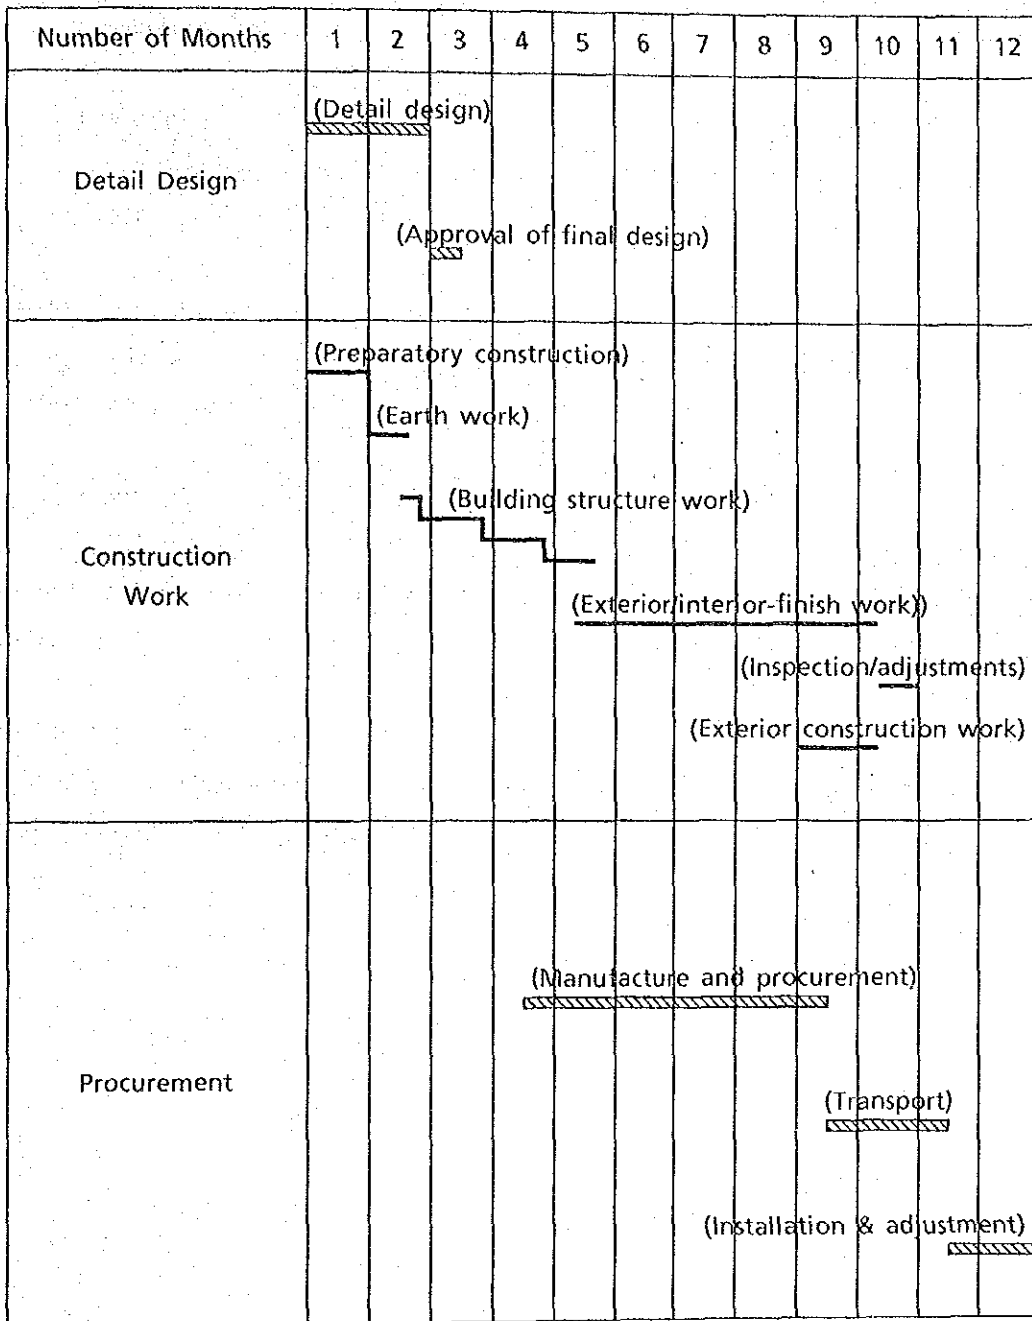 Number of Months 1 2 3 4 5 6 7 8 9 10 11 12
(Detail design)
Detail Design
(Approval of final design)
(Preparatory construction)
(Earth work)
(Building structure work)
Construction
Work
(Exterior/interior-finish work))
(Inspection/adjustments)
(Exterior construction work)
(Manufacture and procurement)
Procurement
(Transport)
(Installation & adjustment)